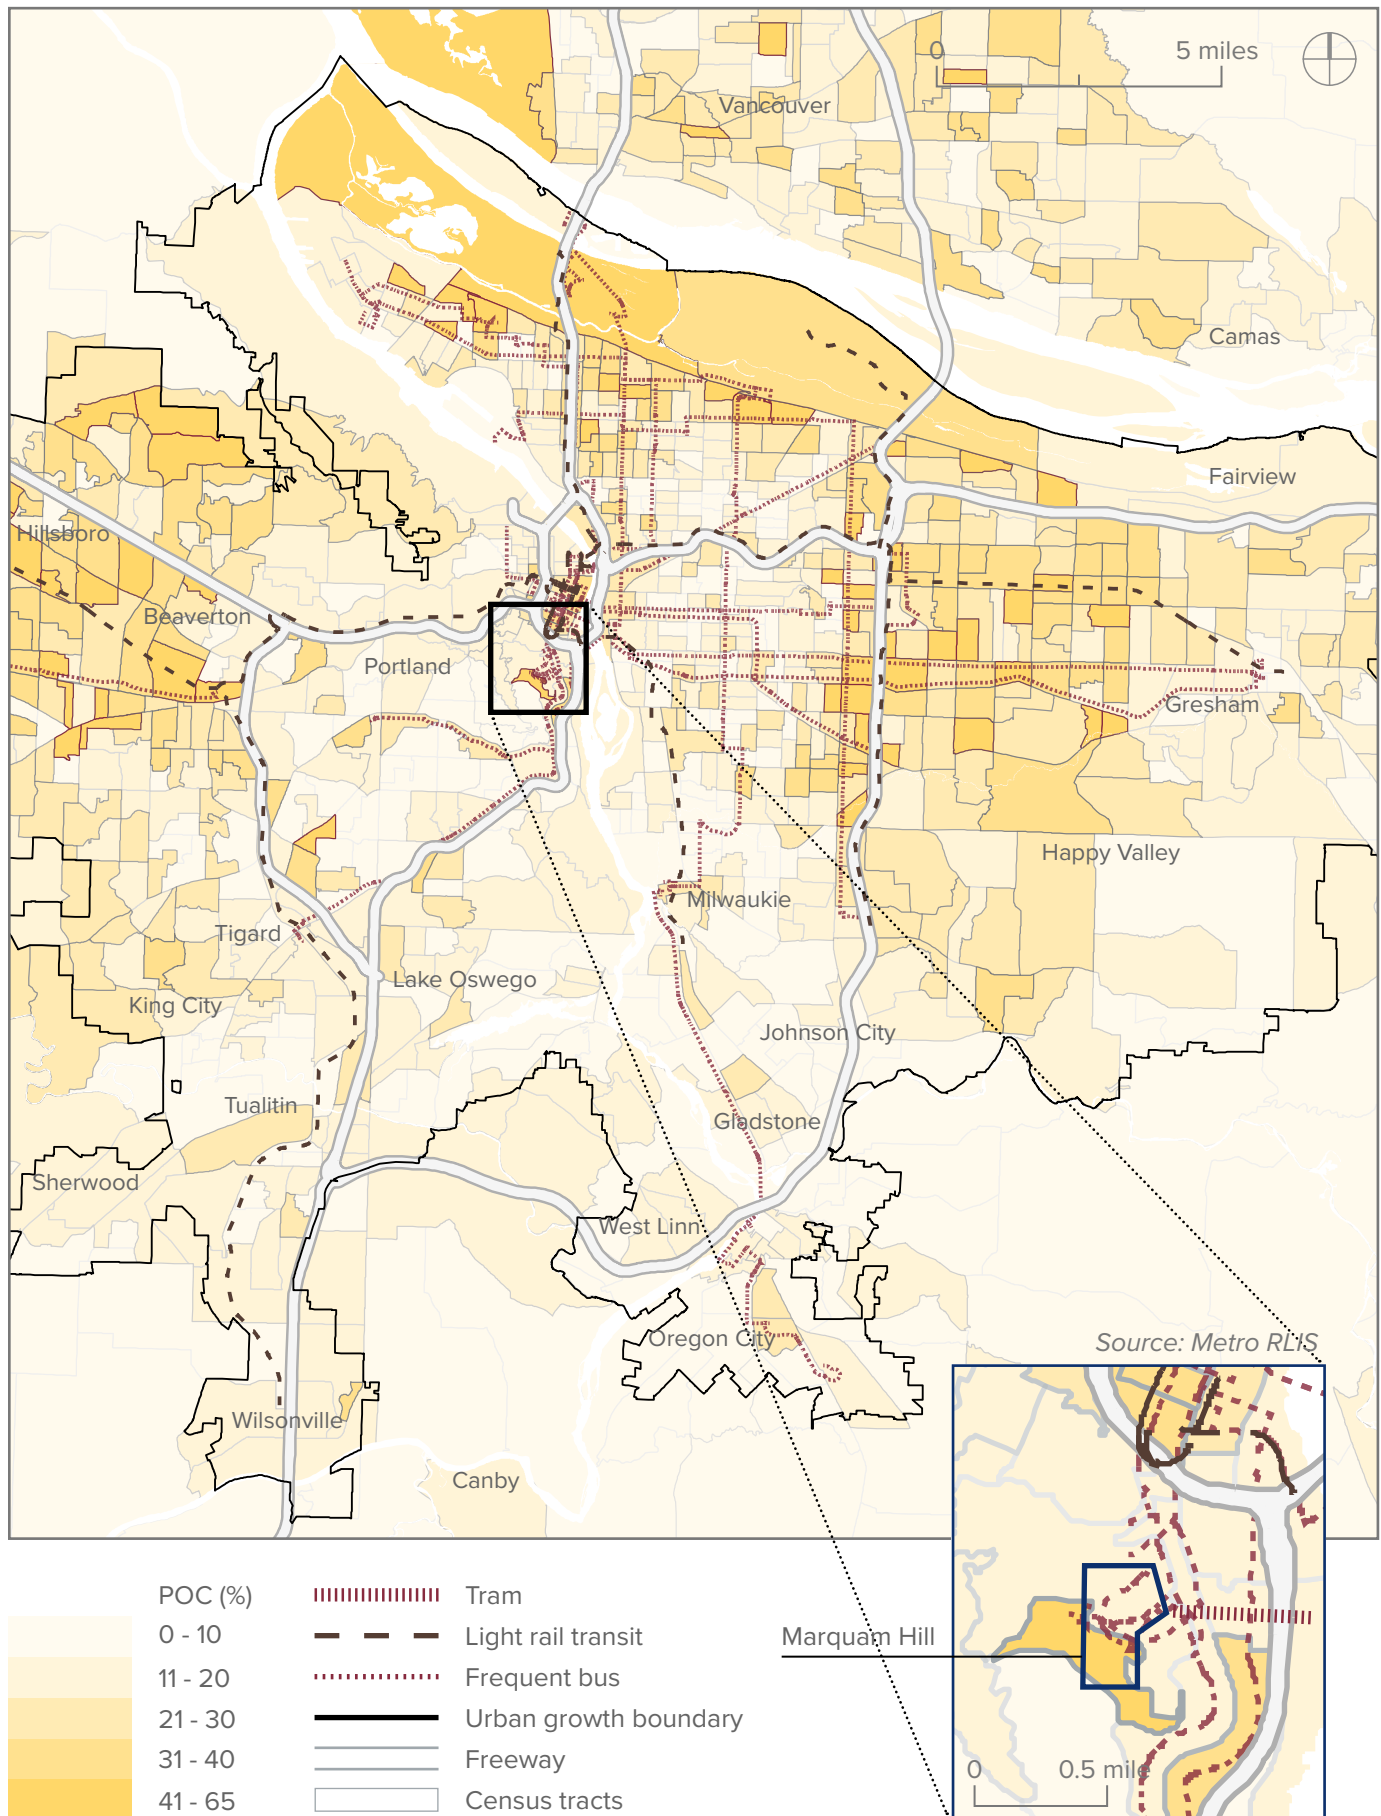 0 5 miles
Vancouver
Camas
Fairview
Hillsboro
Beaverton
Portland
Gresham
Happy Valley
Milwaukie
Tigard
Lake Oswego
King City
Johnson City
Tualitin
Gladstone
Sherwood
West Linn
Oregon City
Source: Metro RLIS
Wilsonville
Canby
POC (%)
0 - 10
11 - 20
21 - 30
31 - 40
41 - 65
Tram
Light rail transit
Frequent bus
Urban growth boundary
Freeway
Census tracts
Marquam Hill
0 0.5 mile